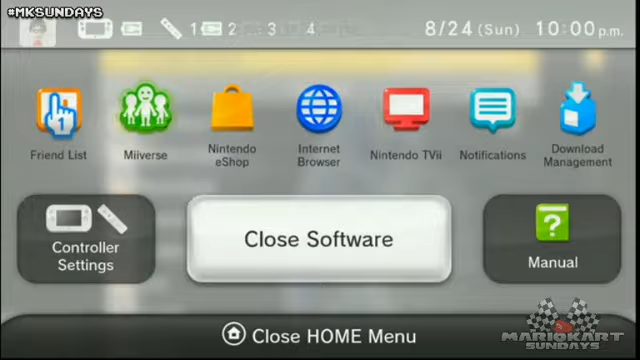 #MKSUNDAYS
1 2 3 4 8/24 (Sun) 10:00 p.m.
1
Friend List
Miiverse
Nintendo
eShop
Internet
Browser
Nintendo TVii
Notifications
Download
Management
Controller
Settings
Close Software
?
Manual
Close HOME Menu
MARIOKART
SUNDAYS